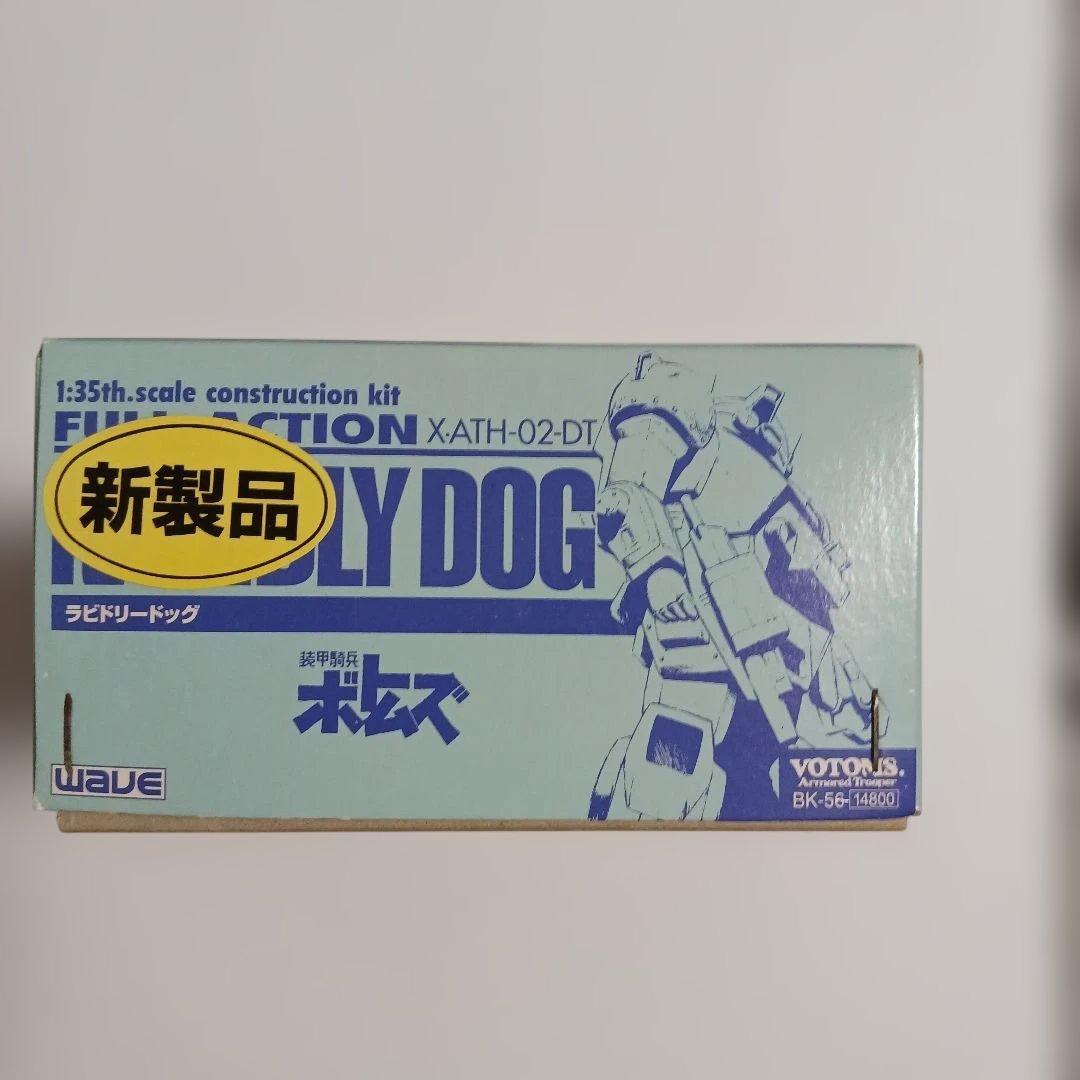 1:35th.scale construction kit
FULL ACTION X·ATH-02-DT
DOG
新製品
ラビドリードッグ
装甲騎兵
ボトムズ
wave
VOTOMS.
Armored Trooper
BK-56-14800